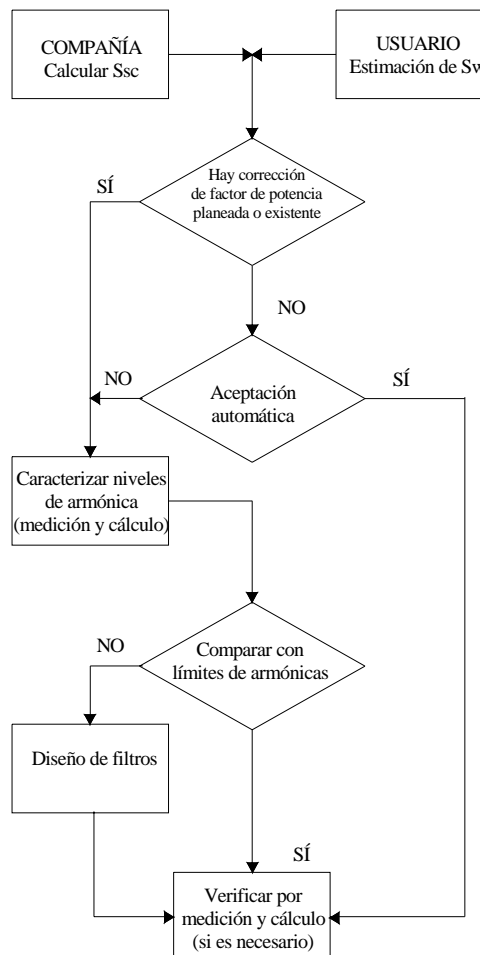 COMPAÑÍA
Calcular Ssc
USUARIO
Estimación de Sw
Hay corrección
de factor de potencia
planeada o existente
SÍ
NO
NO
Aceptación
automática
SÍ
Caracterizar niveles
de armónica
(medición y cálculo)
NO
Comparar con
límites de armónicas
Diseño de filtros
SÍ
Verificar por
medición y cálculo
(si es necesario)